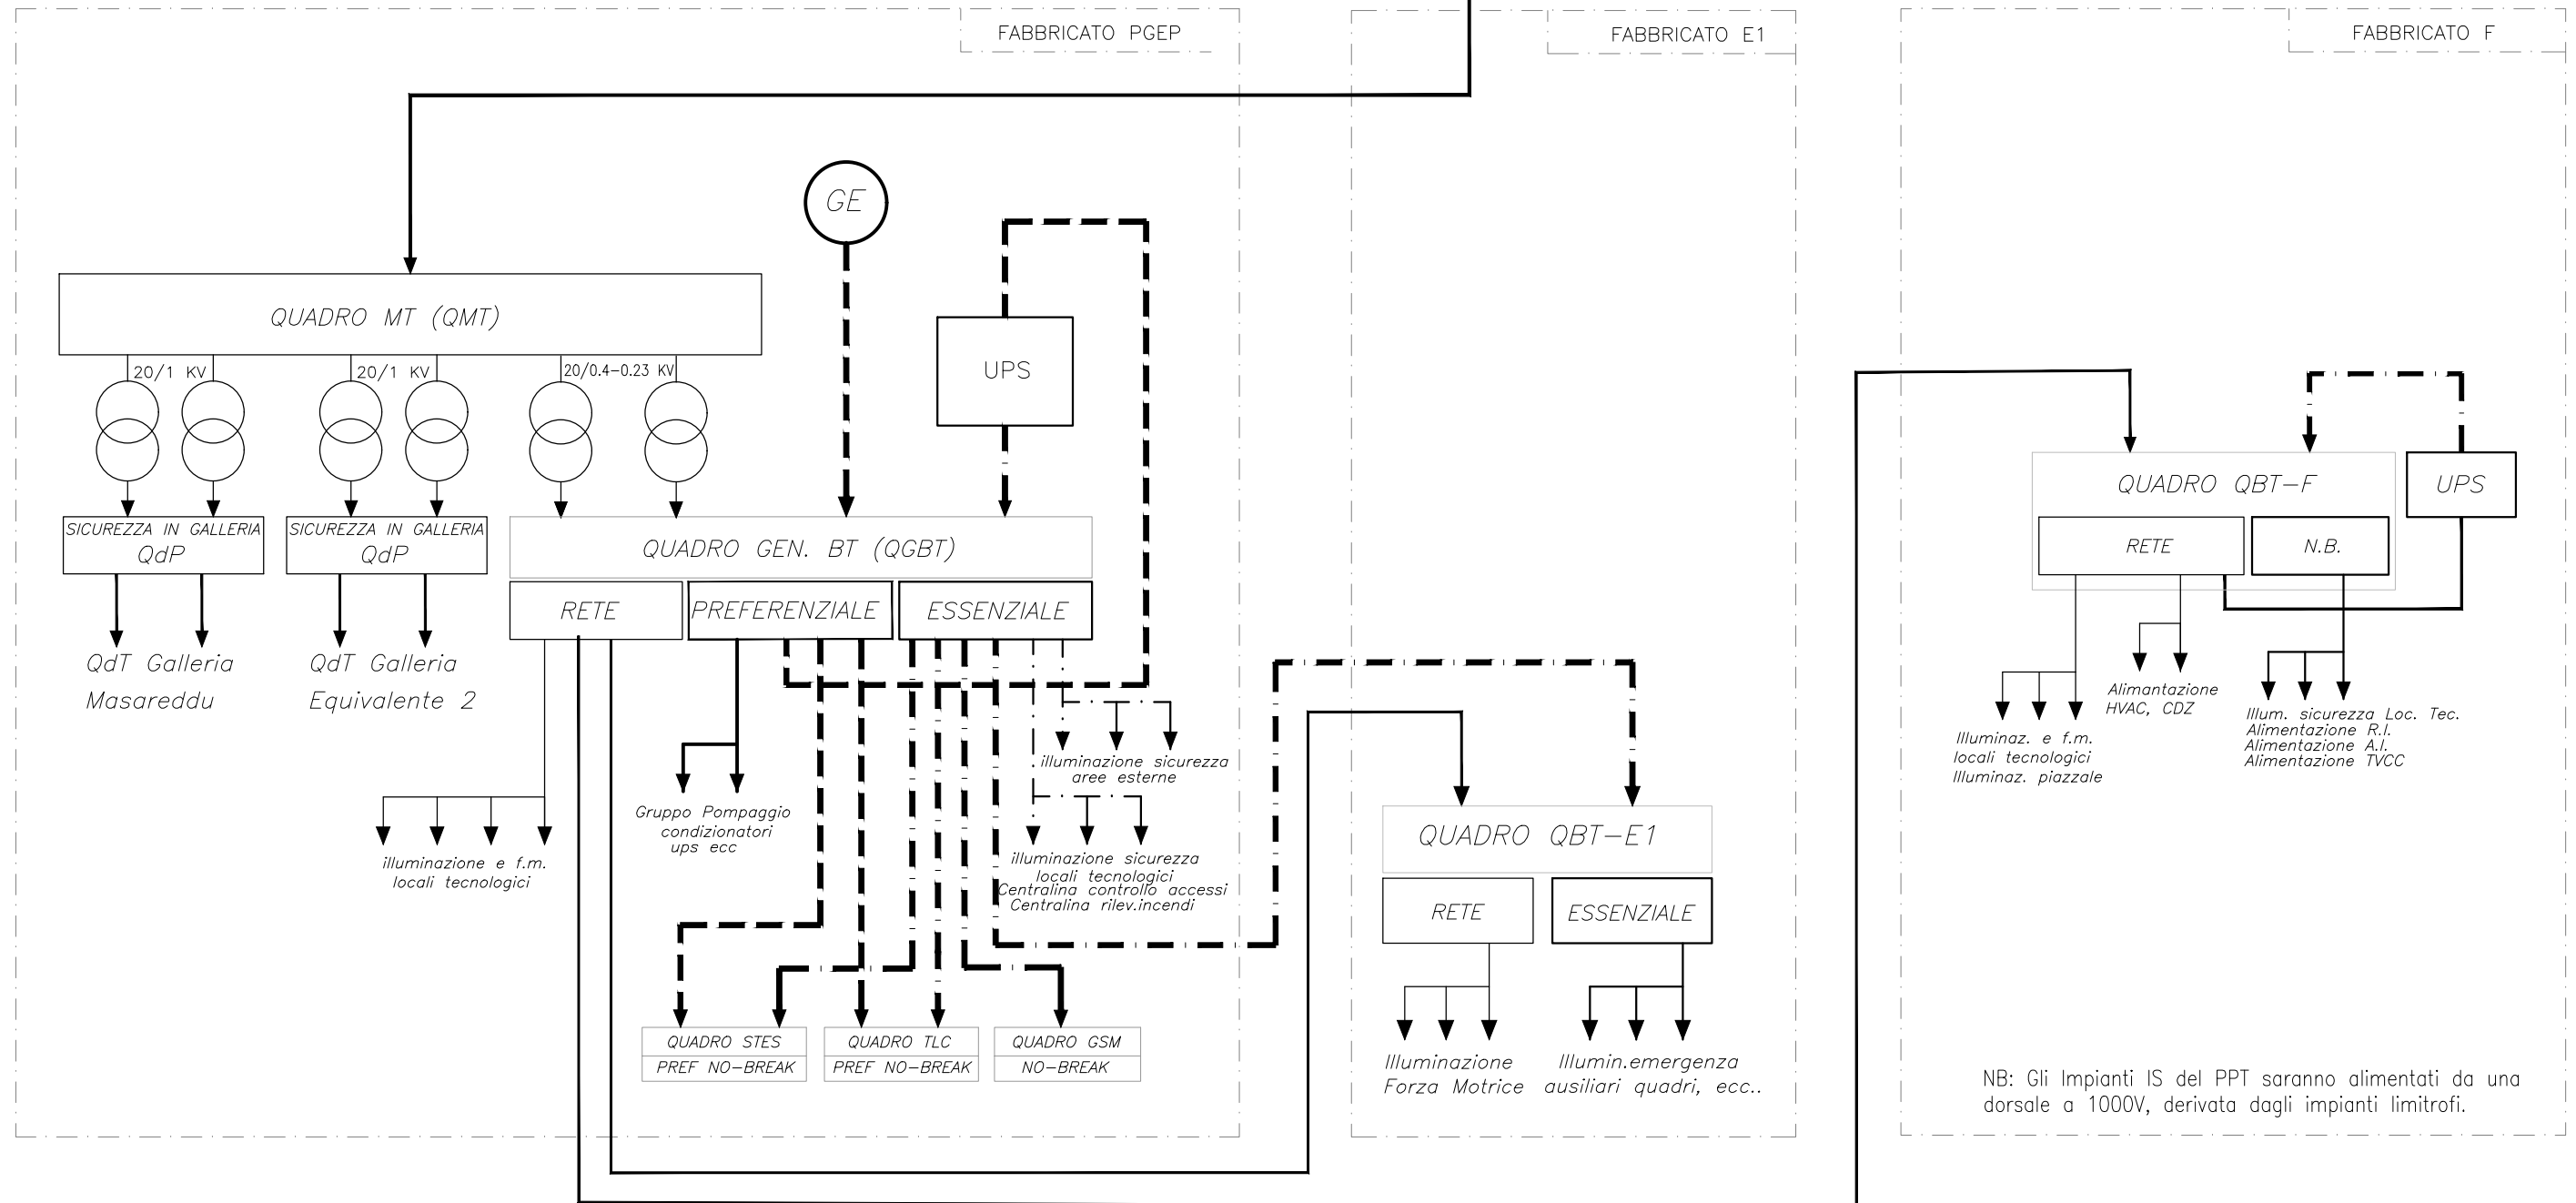 FABBRICATO PGEP
FABBRICATO E1
FABBRICATO F
GE
QUADRO MT (QMT)
UPS
20/1 KV
20/1 KV
20/0.4-0.23 KV
SICUREZZA IN GALLERIA
QdP
SICUREZZA IN GALLERIA
QdP
QUADRO GEN. BT (QGBT)
RETE
PREFERENZIALE
ESSENZIALE
QdT Galleria
Masareddu
QdT Galleria
Equivalente 2
illuminazione e f.m.
locali tecnologici
Gruppo Pompaggio
condizionatori
ups ecc
illuminazione sicurezza
aree esterne
illuminazione sicurezza
locali tecnologici
Centralina controllo accessi
Centralina rilev.incendi
QUADRO STES
PREF NO-BREAK
QUADRO TLC
PREF NO-BREAK
QUADRO GSM
NO-BREAK
QUADRO QBT-E1
RETE
ESSENZIALE
Illuminazione
Forza Motrice
Illumin.emergenza
ausiliari quadri, ecc..
QUADRO QBT-F
UPS
RETE
N.B.
Illuminaz. e f.m.
locali tecnologici
Illuminaz. piazzale
Alimantazione
HVAC, CDZ
Illum. sicurezza Loc. Tec.
Alimentazione R.I.
Alimentazione A.I.
Alimentazione TVCC
NB: Gli Impianti IS del PPT saranno alimentati da una
dorsale a 1000V, derivata dagli impianti limitrofi.